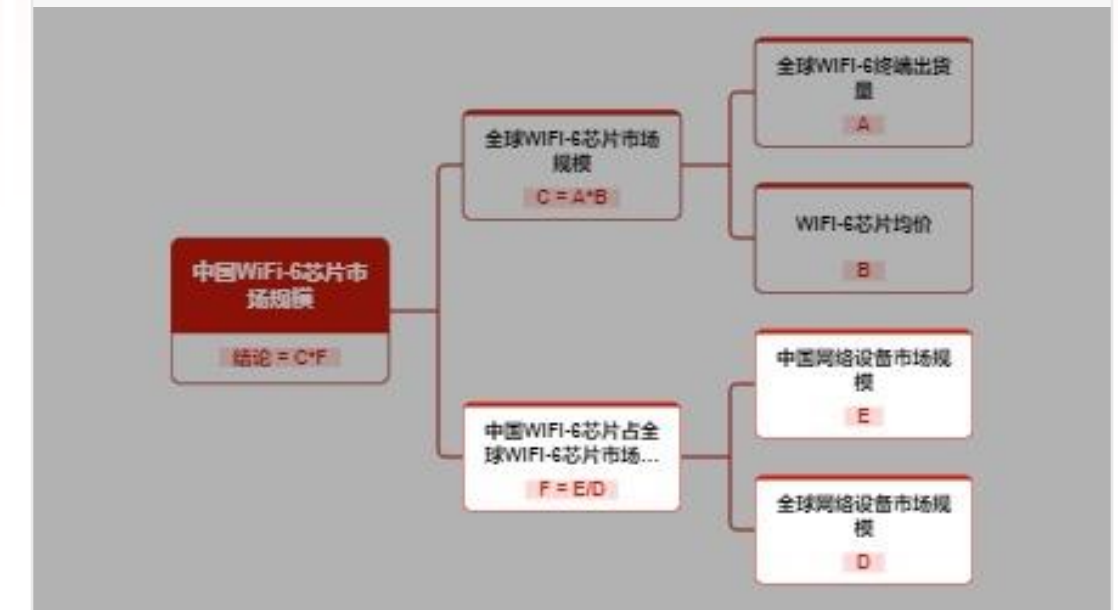 全球WIFI-6终端出货
量
A
全球WIFI-6芯片市场
规模
C = A*B
WIFI-6芯片均价
B
中国WiFi-6芯片市
场规模
结论 = C*F
中国网络设备市场规
模
E
中国WIFI-6芯片占全
球WIFI-6芯片市场...
F = E/D
全球网络设备市场规
模
D